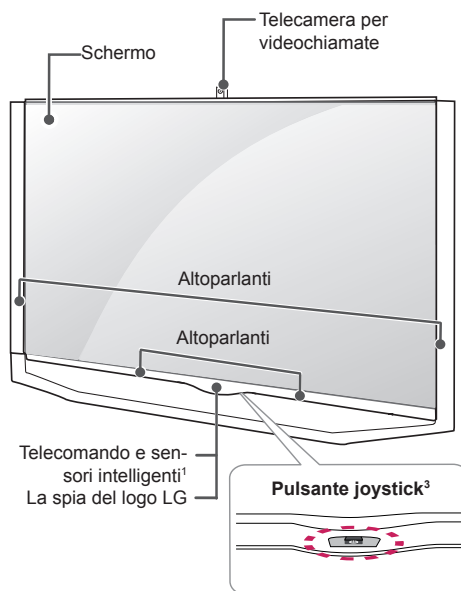 Telecamera per
videochiamate
Schermo
Altoparlanti
Altoparlanti
Telecomando e sen-
sori intelligenti¹
La spia del logo LG
Pulsante joystick³